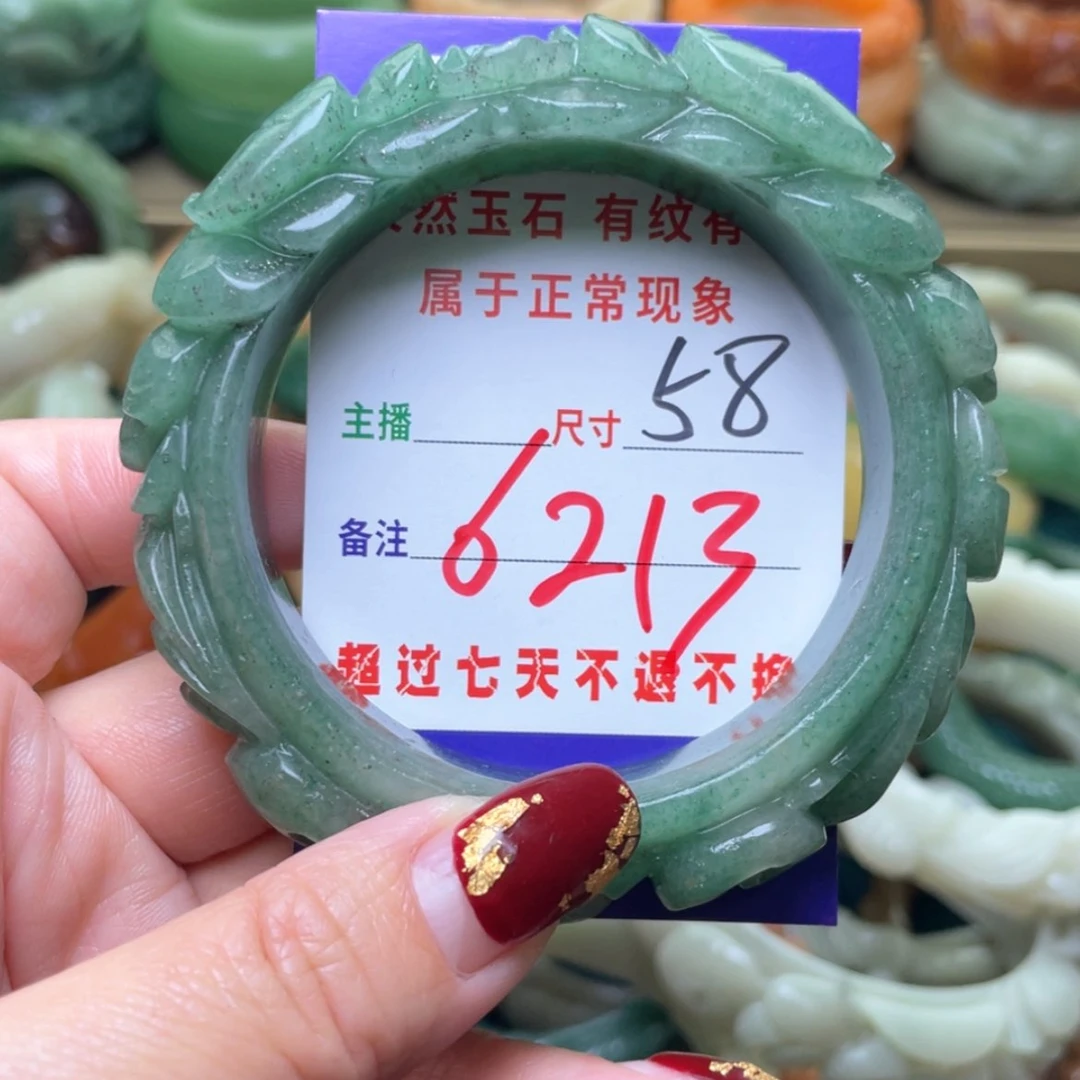 然玉石 有纹有
属于正常现象
主播 尺寸 58
备注 6213
超过七天不退不换